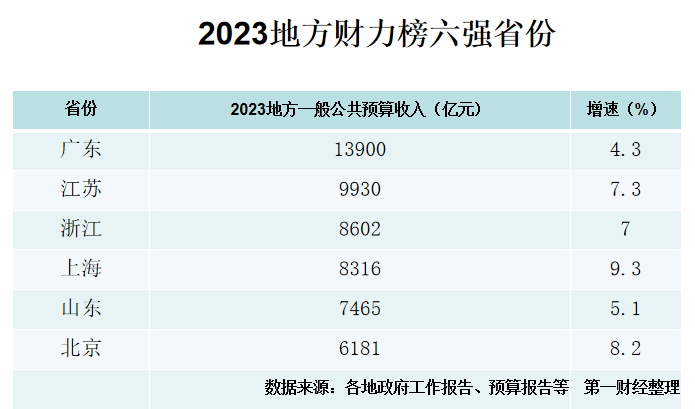 2023地方财力榜六强省份
省份 2023地方一般公共预算收入（亿元） 增速（%）
广东 13900 4.3
江苏 9930 7.3
浙江 8602 7
上海 8316 9.3
山东 7465 5.1
北京 6181 8.2
数据来源：各地政府工作报告、预算报告等 第一财经整理